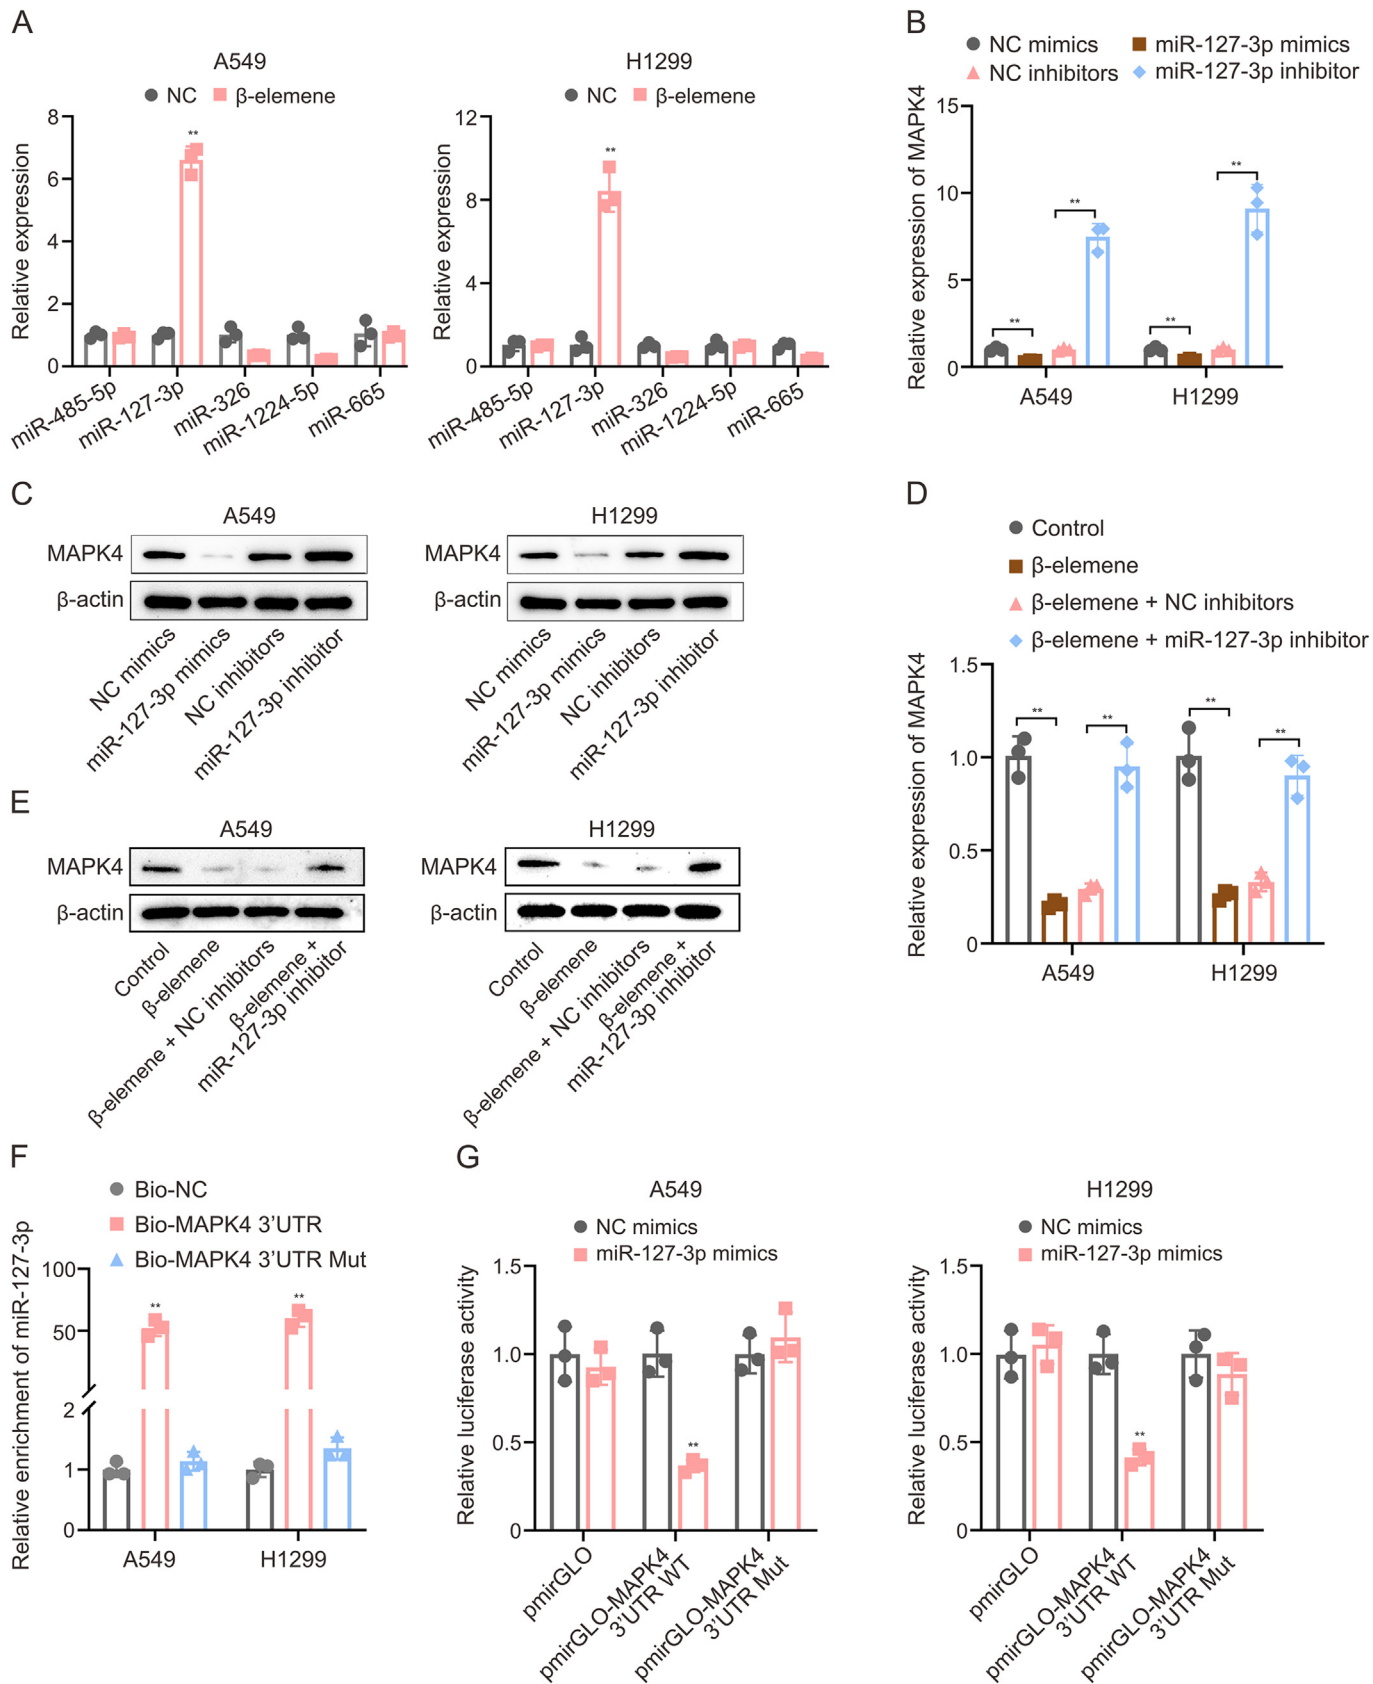 A
A549
NC β-elemene
Relative expression
8
6
4
2
0
**
miR-485-5p
miR-127-3p
miR-326
miR-1224-5p
miR-665
H1299
NC β-elemene
Relative expression
12
8
4
0
**
miR-485-5p
miR-127-3p
miR-326
miR-1224-5p
miR-665
B
NC mimics miR-127-3p mimics
NC inhibitors miR-127-3p inhibitor
Relative expression of MAPK4
15
10
5
0
**
**
**
**
A549 H1299
C
A549
MAPK4
β-actin
NC mimics
miR-127-3p mimics
NC inhibitors
miR-127-3p inhibitor
H1299
MAPK4
β-actin
NC mimics
miR-127-3p mimics
NC inhibitors
miR-127-3p inhibitor
D
Control
β-elemene
β-elemene + NC inhibitors
β-elemene + miR-127-3p inhibitor
Relative expression of MAPK4
1.5
1.0
0.5
0
**
**
**
**
A549 H1299
E
A549
MAPK4
β-actin
Control
β-elemene
β-elemene + NC inhibitors
β-elemene +
miR-127-3p inhibitor
H1299
MAPK4
β-actin
Control
β-elemene
β-elemene + NC inhibitors
β-elemene +
miR-127-3p inhibitor
F
Bio-NC
Bio-MAPK4 3’UTR
Bio-MAPK4 3’UTR Mut
Relative enrichment of miR-127-3p
100
50
2
1
0
**
**
A549 H1299
G
A549
NC mimics
miR-127-3p mimics
Relative luciferase activity
1.5
1.0
0.5
0
**
pmirGLO
pmirGLO-MAPK4
3’UTR WT
pmirGLO-MAPK4
3’UTR Mut
H1299
NC mimics
miR-127-3p mimics
Relative luciferase activity
1.5
1.0
0.5
0
**
pmirGLO
pmirGLO-MAPK4
3’UTR WT
pmirGLO-MAPK4
3’UTR Mut